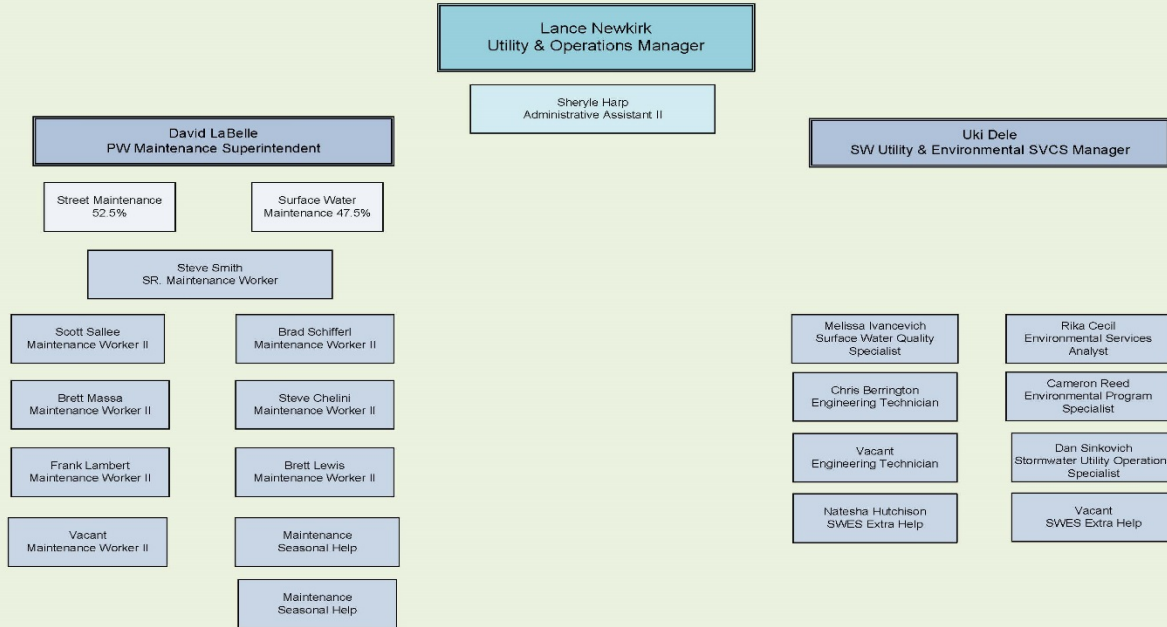 Lance Newkirk
Utility & Operations Manager
Sheryle Harp
Administrative Assistant II
David LaBelle
PW Maintenance Superintendent
Street Maintenance
52.5%
Surface Water
Maintenance 47.5%
Steve Smith
SR. Maintenance Worker
Scott Sallee
Maintenance Worker II
Brad Schifferl
Maintenance Worker II
Brett Massa
Maintenance Worker II
Steve Chelini
Maintenance Worker II
Frank Lambert
Maintenance Worker II
Brett Lewis
Maintenance Worker II
Vacant
Maintenance Worker II
Maintenance
Seasonal Help
Maintenance
Seasonal Help
Uki Dele
SW Utility & Environmental SVCS Manager
Melissa Ivancevich
Surface Water Quality
Specialist
Rika Cecil
Environmental Services
Analyst
Chris Berrington
Engineering Technician
Cameron Reed
Environmental Program
Specialist
Vacant
Engineering Technician
Dan Sinkovich
Stormwater Utility Operation
Specialist
Natesha Hutchison
SWES Extra Help
Vacant
SWES Extra Help